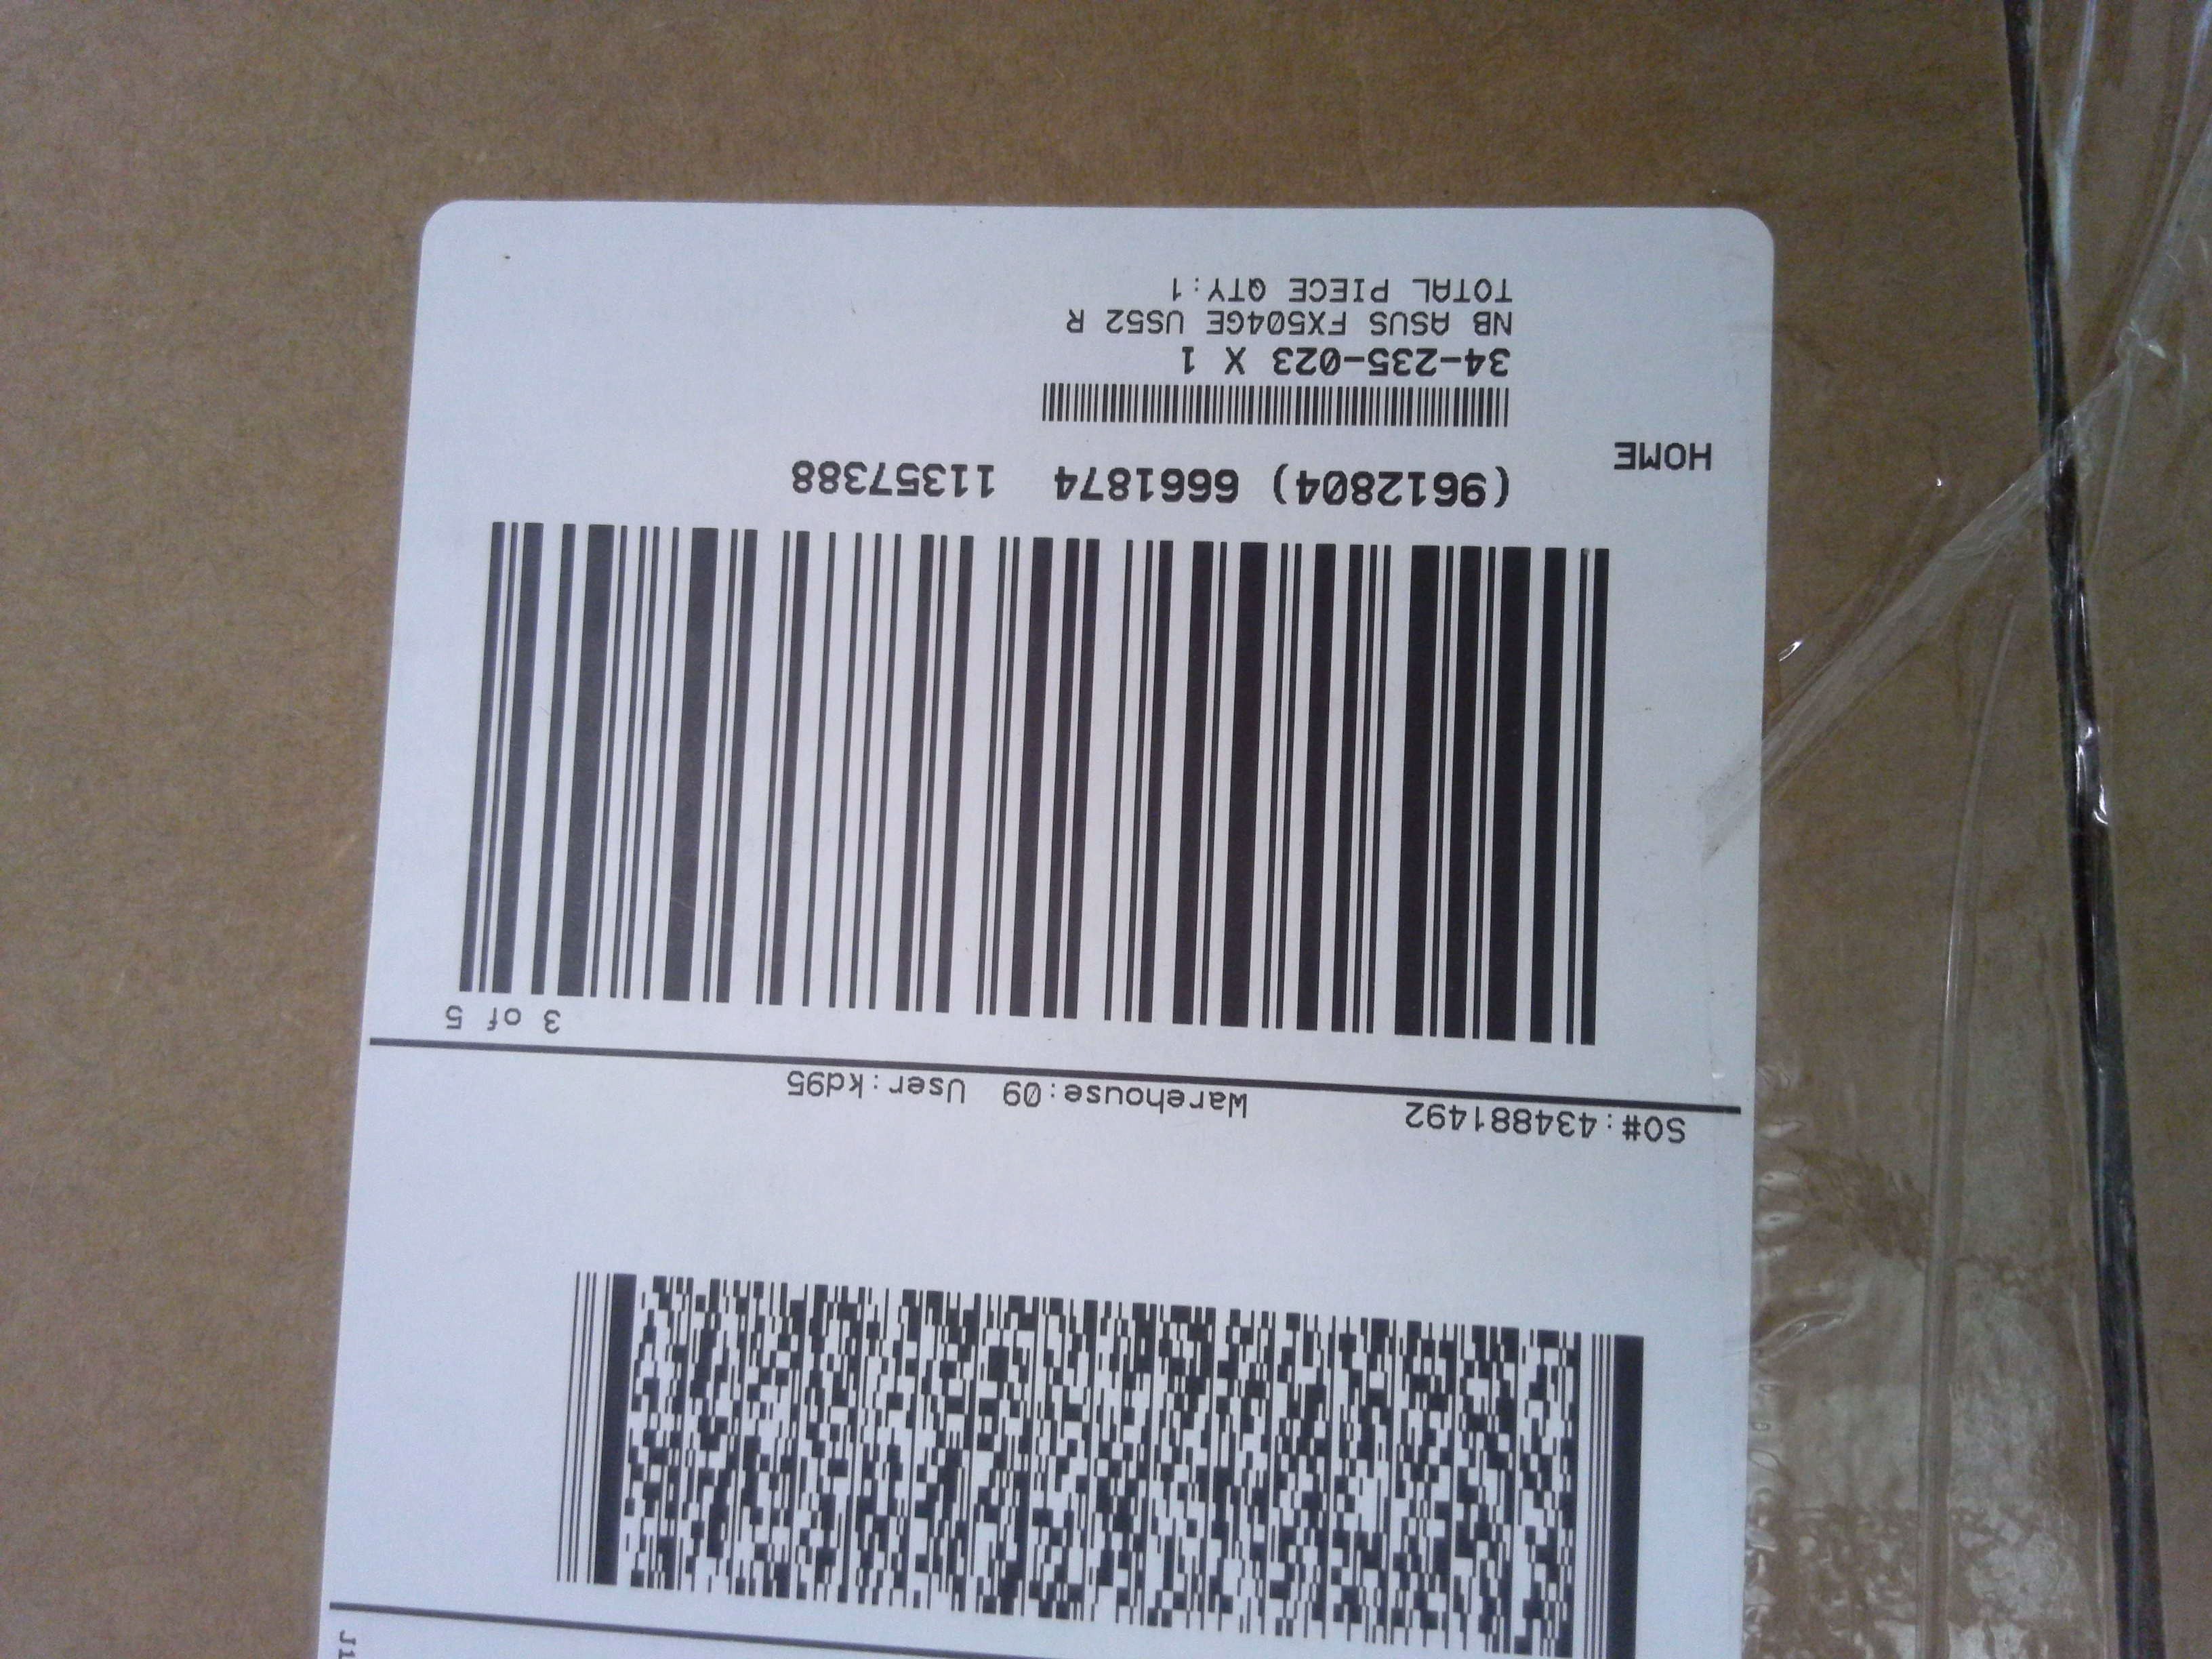 J1
SO#:434881492 Warehouse:09 User:kd95
3 of 5
(9612804) 6661874 11357388
HOME
34-235-023 X 1
NB ASUS FX504GE US52 R
TOTAL PIECE QTY:1